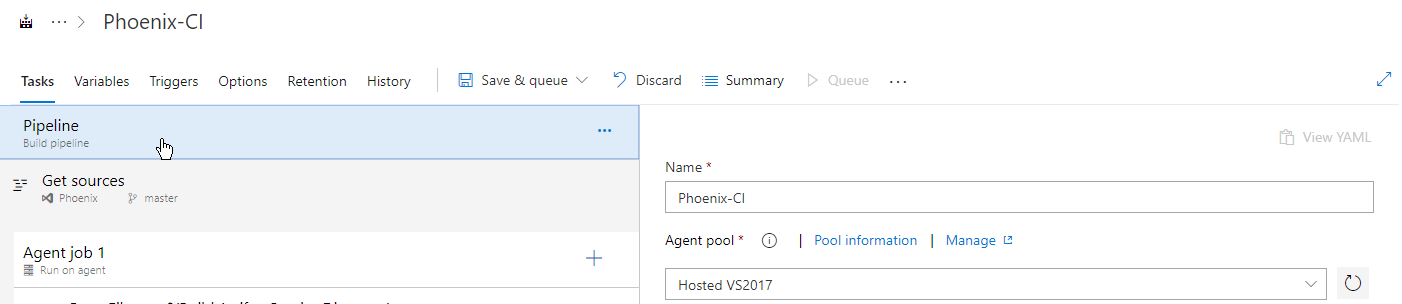 ··· > Phoenix-CI
Tasks Variables Triggers Options Retention History Save & queue Discard Summary Queue ···
Pipeline ···
Build pipeline
View YAML
Get sources
Phoenix master
Name *
Phoenix-CI
Agent pool * | Pool information | Manage
Agent job 1
Run on agent
Hosted VS2017